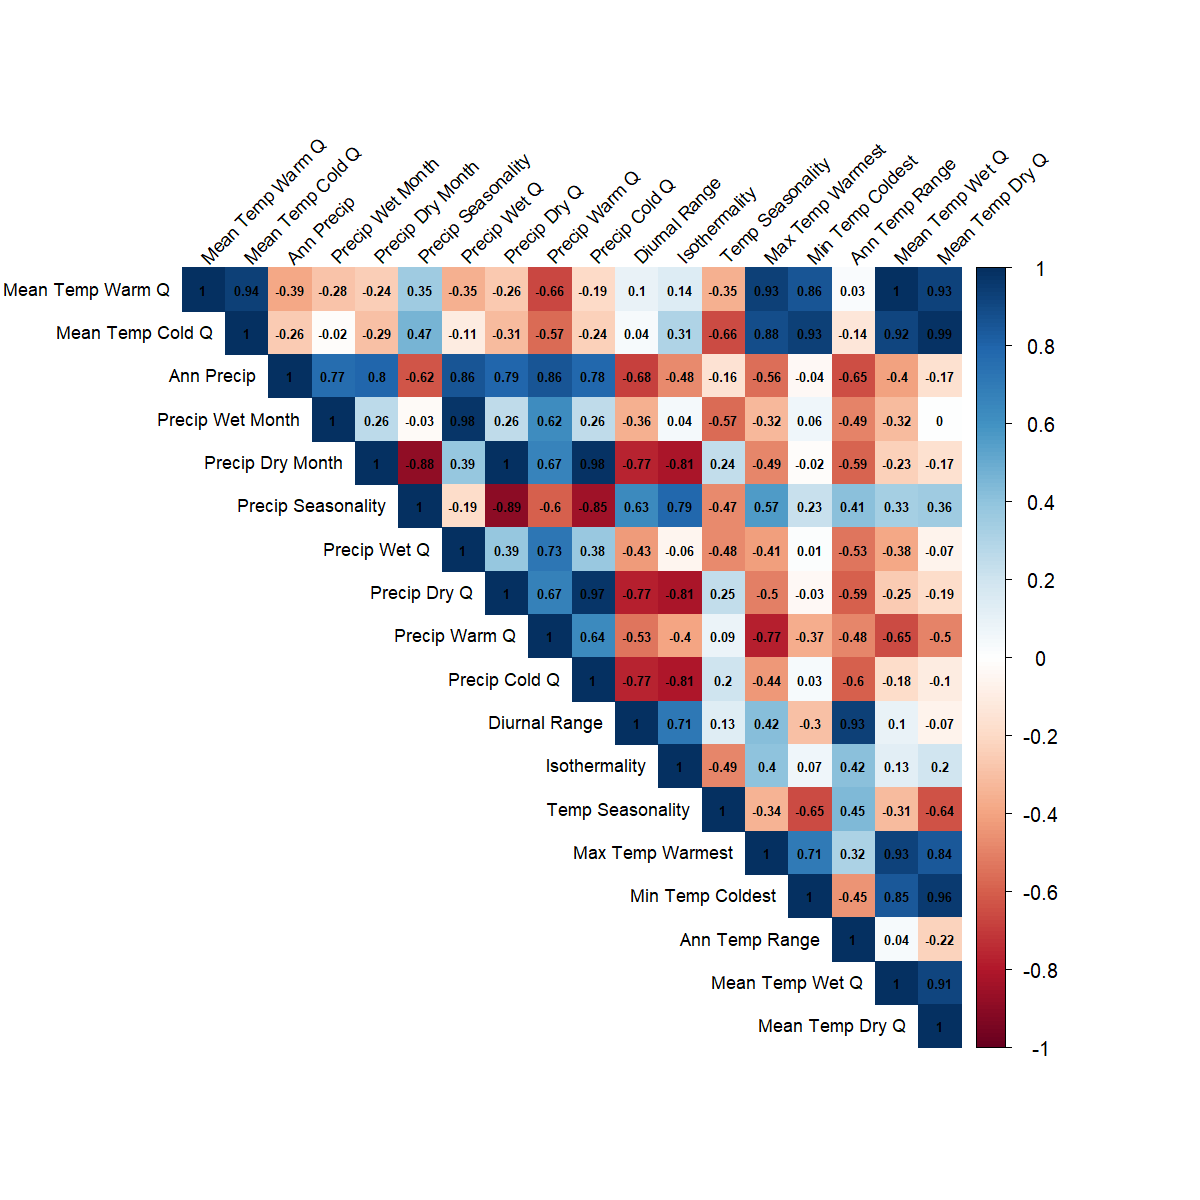 Mean Temp Warm Q
Mean Temp Cold Q
Ann Precip
Precip Wet Month
Precip Dry Month
Precip Seasonality
Precip Wet Q
Precip Dry Q
Precip Warm Q
Precip Cold Q
Diurnal Range
Isothermality
Temp Seasonality
Max Temp Warmest
Min Temp Coldest
Ann Temp Range
Mean Temp Wet Q
Mean Temp Dry Q
Mean Temp Warm Q 1 0.94 -0.39 -0.28 -0.24 0.35 -0.35 -0.26 -0.66 -0.19 0.1 0.14 -0.35 0.93 0.86 0.03 1 0.93
Mean Temp Cold Q 1 -0.26 -0.02 -0.29 0.47 -0.11 -0.31 -0.57 -0.24 0.04 0.31 -0.66 0.88 0.93 -0.14 0.92 0.99
Ann Precip 1 0.77 0.8 -0.62 0.86 0.79 0.86 0.78 -0.68 -0.48 -0.16 -0.56 -0.04 -0.65 -0.4 -0.17
Precip Wet Month 1 0.26 -0.03 0.98 0.26 0.62 0.26 -0.36 0.04 -0.57 -0.32 0.06 -0.49 -0.32 0
Precip Dry Month 1 -0.88 0.39 1 0.67 0.98 -0.77 -0.81 0.24 -0.49 -0.02 -0.59 -0.23 -0.17
Precip Seasonality 1 -0.19 -0.89 -0.6 -0.85 0.63 0.79 -0.47 0.57 0.23 0.41 0.33 0.36
Precip Wet Q 1 0.39 0.73 0.38 -0.43 -0.06 -0.48 -0.41 0.01 -0.53 -0.38 -0.07
Precip Dry Q 1 0.67 0.97 -0.77 -0.81 0.25 -0.5 -0.03 -0.59 -0.25 -0.19
Precip Warm Q 1 0.64 -0.53 -0.4 0.09 -0.77 -0.37 -0.48 -0.65 -0.5
Precip Cold Q 1 -0.77 -0.81 0.2 -0.44 0.03 -0.6 -0.18 -0.1
Diurnal Range 1 0.71 0.13 0.42 -0.3 0.93 0.1 -0.07
Isothermality 1 -0.49 0.4 0.07 0.42 0.13 0.2
Temp Seasonality 1 -0.34 -0.65 0.45 -0.31 -0.64
Max Temp Warmest 1 0.71 0.32 0.93 0.84
Min Temp Coldest 1 -0.45 0.85 0.96
Ann Temp Range 1 0.04 -0.22
Mean Temp Wet Q 1 0.91
Mean Temp Dry Q 1
1
0.8
0.6
0.4
0.2
0
-0.2
-0.4
-0.6
-0.8
-1